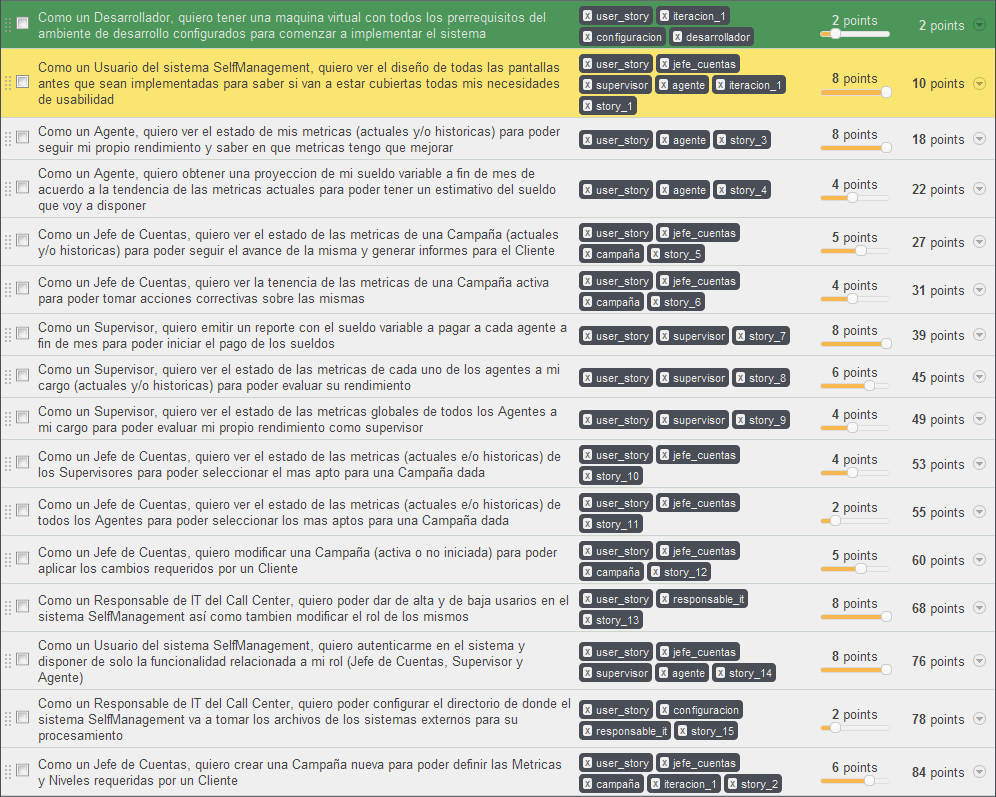 Como un Desarrollador, quiero tener una maquina virtual con todos los prerrequisitos del
ambiente de desarrollo configurados para comenzar a implementar el sistema
x user_story x iteracion_1
x configuracion x desarrollador
2 points
2 points
Como un Usuario del sistema SelfManagement, quiero ver el diseño de todas las pantallas
antes que sean implementadas para saber si van a estar cubiertas todas mis necesidades
de usabilidad
x user_story x jefe_cuentas
x supervisor x agente x iteracion_1
x story_1
8 points
10 points
Como un Agente, quiero ver el estado de mis metricas (actuales y/o historicas) para poder
seguir mi propio rendimiento y saber en que metricas tengo que mejorar
x user_story x agente x story_3
8 points
18 points
Como un Agente, quiero obtener una proyeccion de mi sueldo variable a fin de mes de
acuerdo a la tendencia de las metricas actuales para poder tener un estimativo del sueldo
que voy a disponer
x user_story x agente x story_4
4 points
22 points
Como un Jefe de Cuentas, quiero ver el estado de las metricas de una Campaña (actuales
y/o historicas) para poder seguir el avance de la misma y generar informes para el Cliente
x user_story x jefe_cuentas
x campaña x story_5
5 points
27 points
Como un Jefe de Cuentas, quiero ver la tenencia de las metricas de una Campaña activa
para poder tomar acciones correctivas sobre las mismas
x user_story x jefe_cuentas
x campaña x story_6
4 points
31 points
Como un Supervisor, quiero emitir un reporte con el sueldo variable a pagar a cada agente a
fin de mes para poder iniciar el pago de los sueldos
x user_story x supervisor x story_7
8 points
39 points
Como un Supervisor, quiero ver el estado de las metricas de cada uno de los agentes a mi
cargo (actuales y/o historicas) para poder evaluar su rendimiento
x user_story x supervisor x story_8
6 points
45 points
Como un Supervisor, quiero ver el estado de las metricas globales de todos los Agentes a
mi cargo para poder evaluar mi propio rendimiento como supervisor
x user_story x supervisor x story_9
4 points
49 points
Como un Jefe de Cuentas, quiero ver el estado de las metricas (actuales e/o historicas) de
los Supervisores para poder seleccionar el mas apto para una Campaña dada
x user_story x jefe_cuentas
x story_10
4 points
53 points
Como un Jefe de Cuentas, quiero ver el estado de las metricas (actuales e/o historicas) de
todos los Agentes para poder seleccionar los mas aptos para una Campaña dada
x user_story x jefe_cuentas
x story_11
2 points
55 points
Como un Jefe de Cuentas, quiero modificar una Campaña (activa o no iniciada) para poder
aplicar los cambios requeridos por un Cliente
x user_story x jefe_cuentas
x campaña x story_12
5 points
60 points
Como un Responsable de IT del Call Center, quiero poder dar de alta y de baja usarios en el
sistema SelfManagement así como tambien modificar el rol de los mismos
x user_story x responsable_it
x story_13
8 points
68 points
Como un Usuario del sistema SelfManagement, quiero autenticarme en el sistema y
disponer de solo la funcionalidad relacionada a mi rol (Jefe de Cuentas, Supervisor y
Agente)
x user_story x jefe_cuentas
x supervisor x agente x story_14
8 points
76 points
Como un Responsable de IT del Call Center, quiero poder configurar el directorio de donde el
sistema SelfManagement va a tomar los archivos de los sistemas externos para su
procesamiento
x user_story x configuracion
x responsable_it x story_15
2 points
78 points
Como un Jefe de Cuentas, quiero crear una Campaña nueva para poder definir las Metricas
y Niveles requeridas por un Cliente
x user_story x jefe_cuentas
x campaña x iteracion_1 x story_2
6 points
84 points